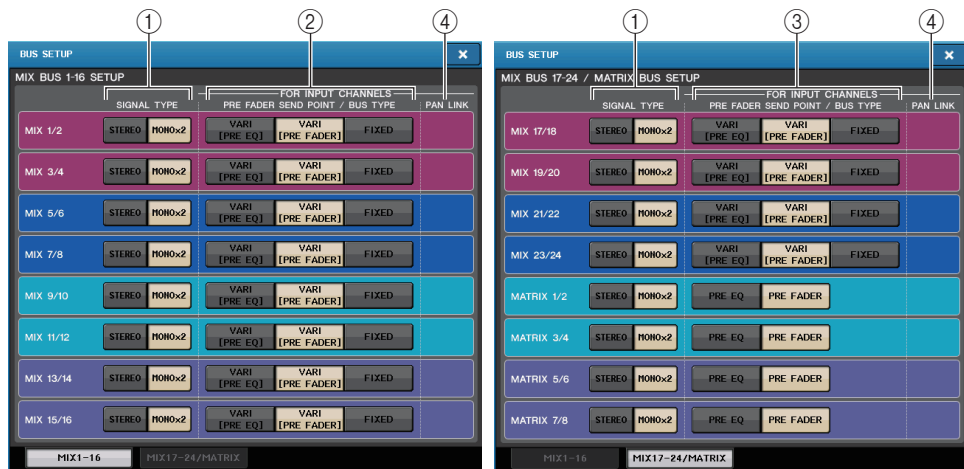 ① ② ④
BUS SETUP ×
MIX BUS 1-16 SETUP
FOR INPUT CHANNELS
SIGNAL TYPE PRE FADER SEND POINT / BUS TYPE PAN LINK
MIX 1/2 STEREO MONO×2 VARI [PRE EQ] VARI [PRE FADER] FIXED
MIX 3/4 STEREO MONO×2 VARI [PRE EQ] VARI [PRE FADER] FIXED
MIX 5/6 STEREO MONO×2 VARI [PRE EQ] VARI [PRE FADER] FIXED
MIX 7/8 STEREO MONO×2 VARI [PRE EQ] VARI [PRE FADER] FIXED
MIX 9/10 STEREO MONO×2 VARI [PRE EQ] VARI [PRE FADER] FIXED
MIX 11/12 STEREO MONO×2 VARI [PRE EQ] VARI [PRE FADER] FIXED
MIX 13/14 STEREO MONO×2 VARI [PRE EQ] VARI [PRE FADER] FIXED
MIX 15/16 STEREO MONO×2 VARI [PRE EQ] VARI [PRE FADER] FIXED
MIX1-16 MIX17-24/MATRIX
① ③ ④
BUS SETUP ×
MIX BUS 17-24 / MATRIX BUS SETUP
FOR INPUT CHANNELS
SIGNAL TYPE PRE FADER SEND POINT / BUS TYPE PAN LINK
MIX 17/18 STEREO MONO×2 VARI [PRE EQ] VARI [PRE FADER] FIXED
MIX 19/20 STEREO MONO×2 VARI [PRE EQ] VARI [PRE FADER] FIXED
MIX 21/22 STEREO MONO×2 VARI [PRE EQ] VARI [PRE FADER] FIXED
MIX 23/24 STEREO MONO×2 VARI [PRE EQ] VARI [PRE FADER] FIXED
MATRIX 1/2 STEREO MONO×2 PRE EQ PRE FADER
MATRIX 3/4 STEREO MONO×2 PRE EQ PRE FADER
MATRIX 5/6 STEREO MONO×2 PRE EQ PRE FADER
MATRIX 7/8 STEREO MONO×2 PRE EQ PRE FADER
MIX1-16 MIX17-24/MATRIX